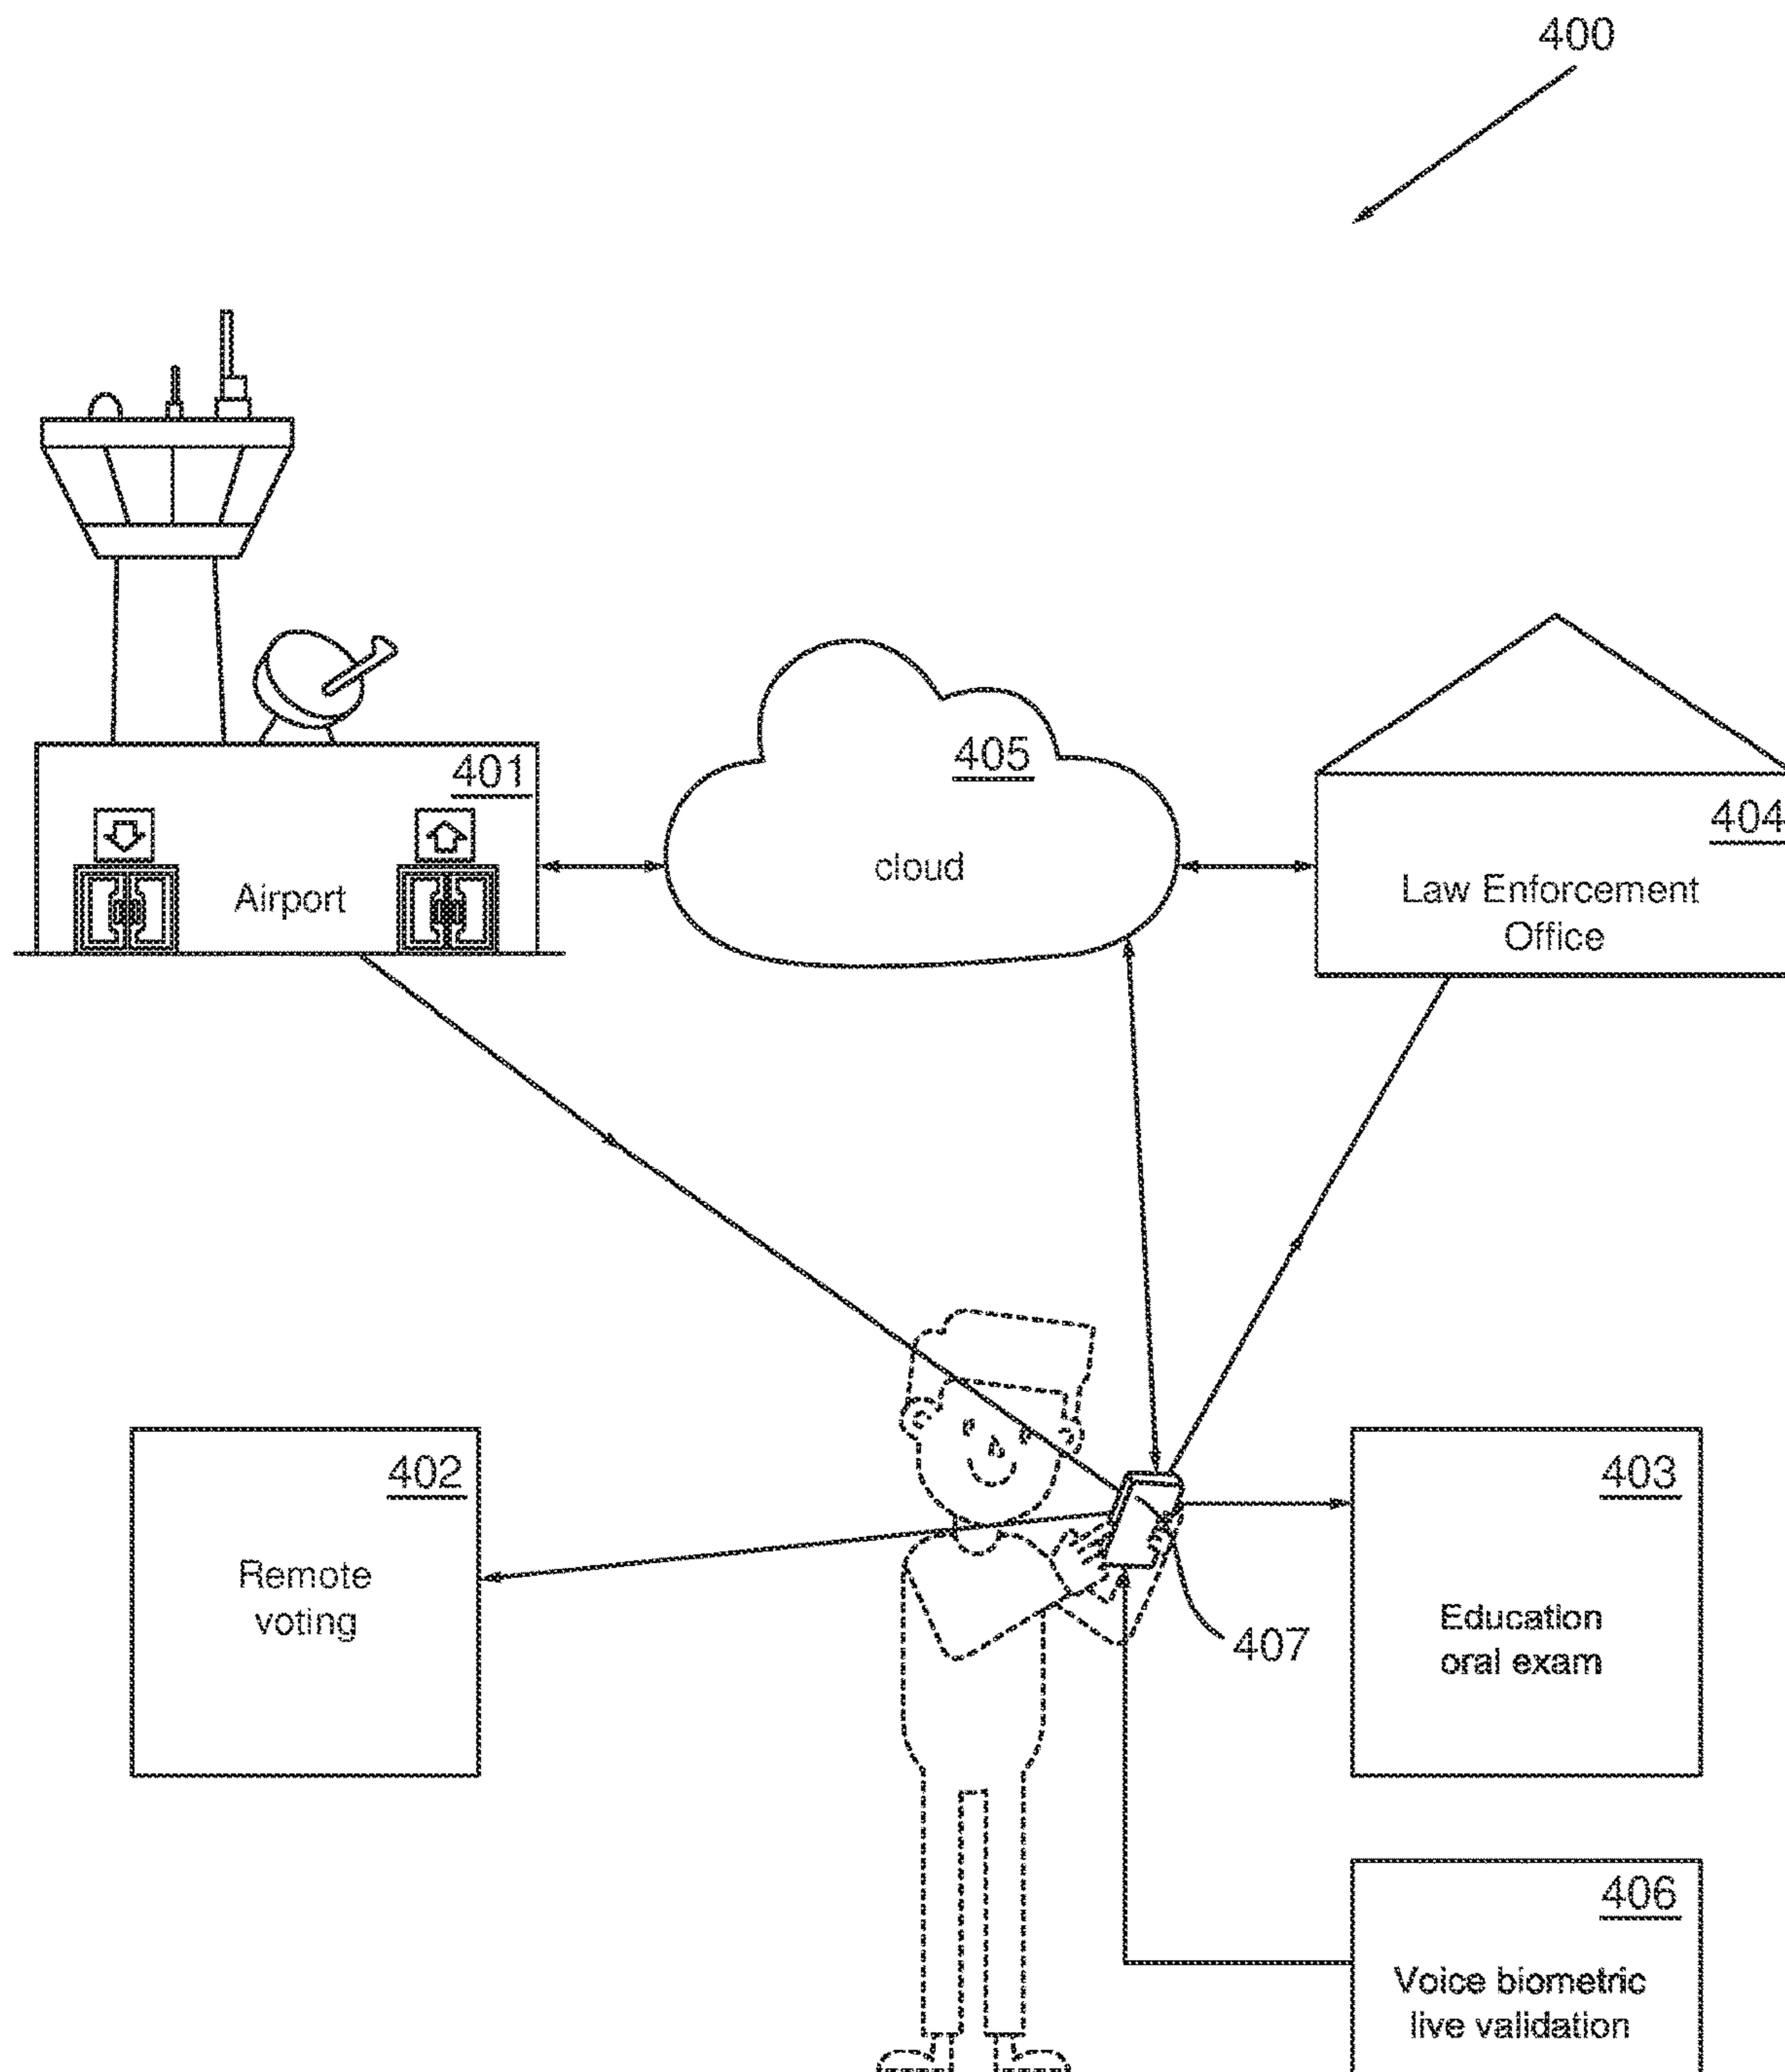 400
401
Airport
405
cloud
404
Law Enforcement
Office
402
Remote
voting
403
Education
oral exam
407
406
Voice biometric
live validation